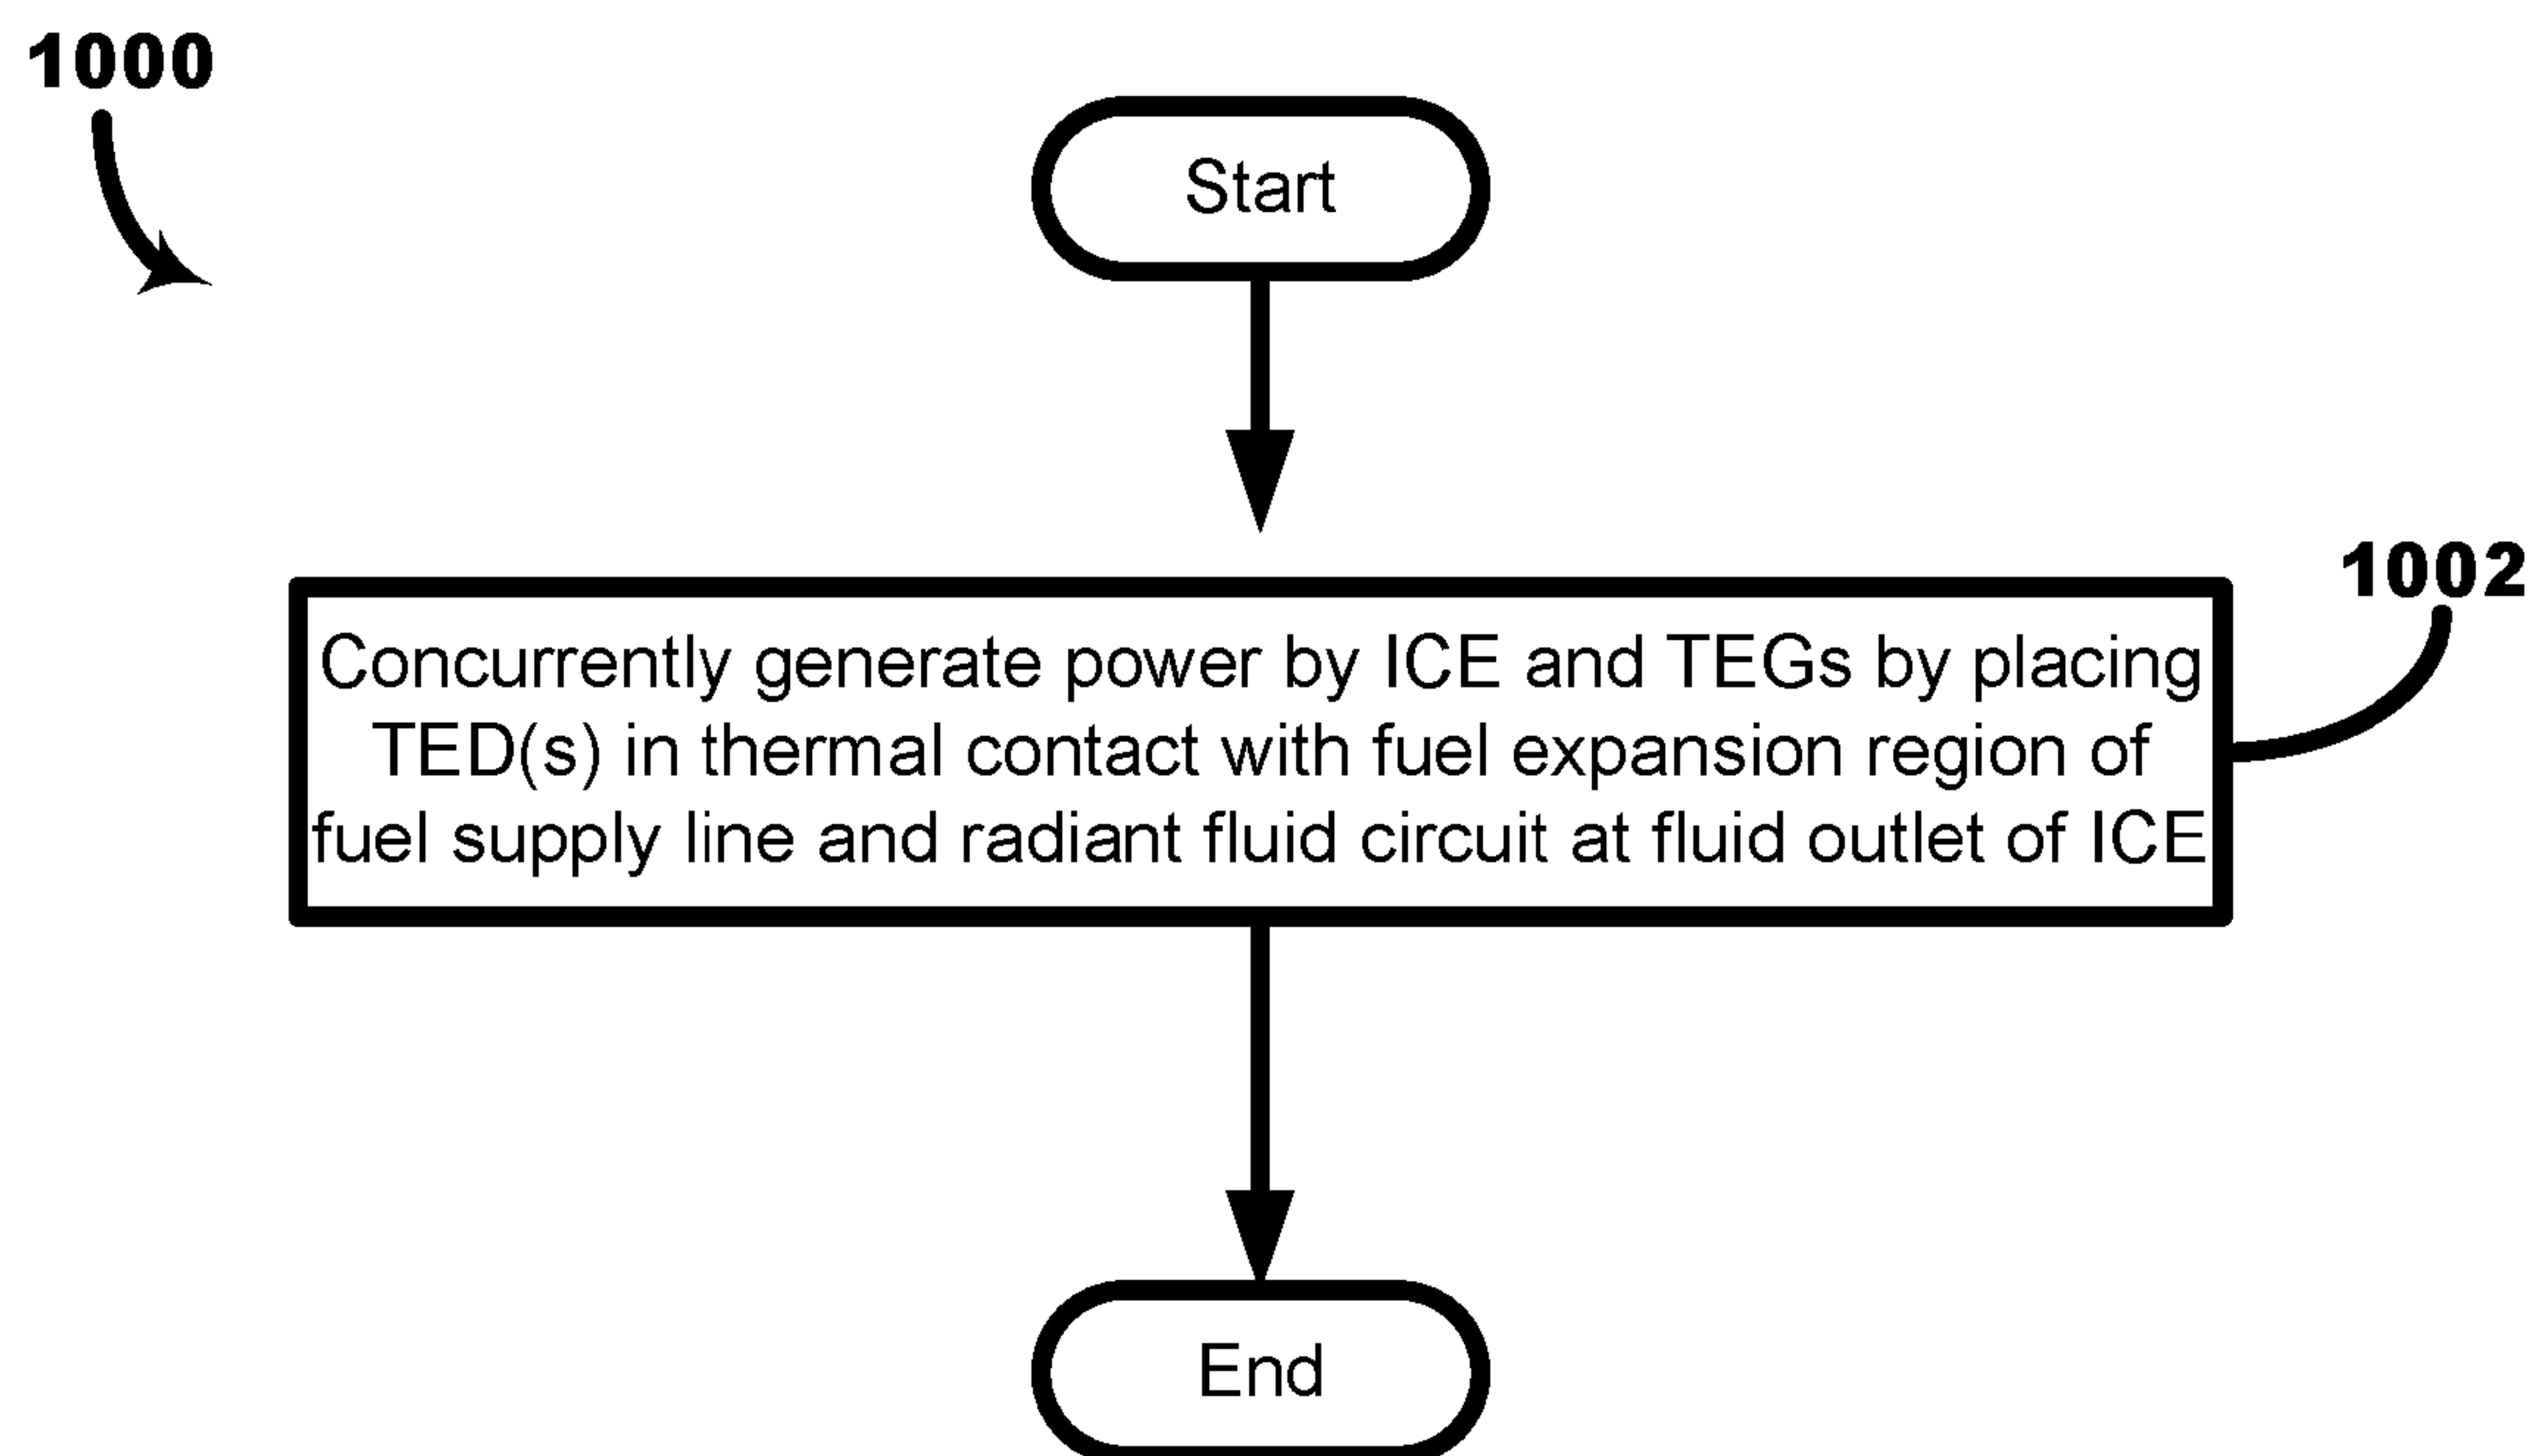 1000
Start
1002
Concurrently generate power by ICE and TEGs by placing
TED(s) in thermal contact with fuel expansion region of
fuel supply line and radiant fluid circuit at fluid outlet of ICE
End